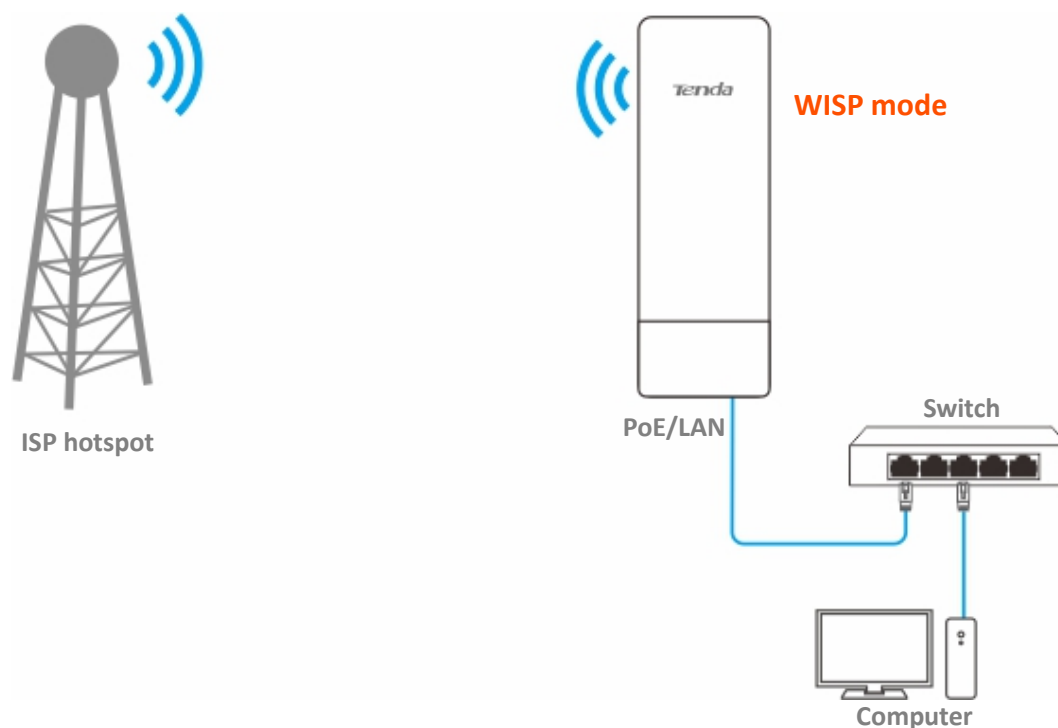 Tenda
WISP mode
ISP hotspot
PoE/LAN
Switch
Computer